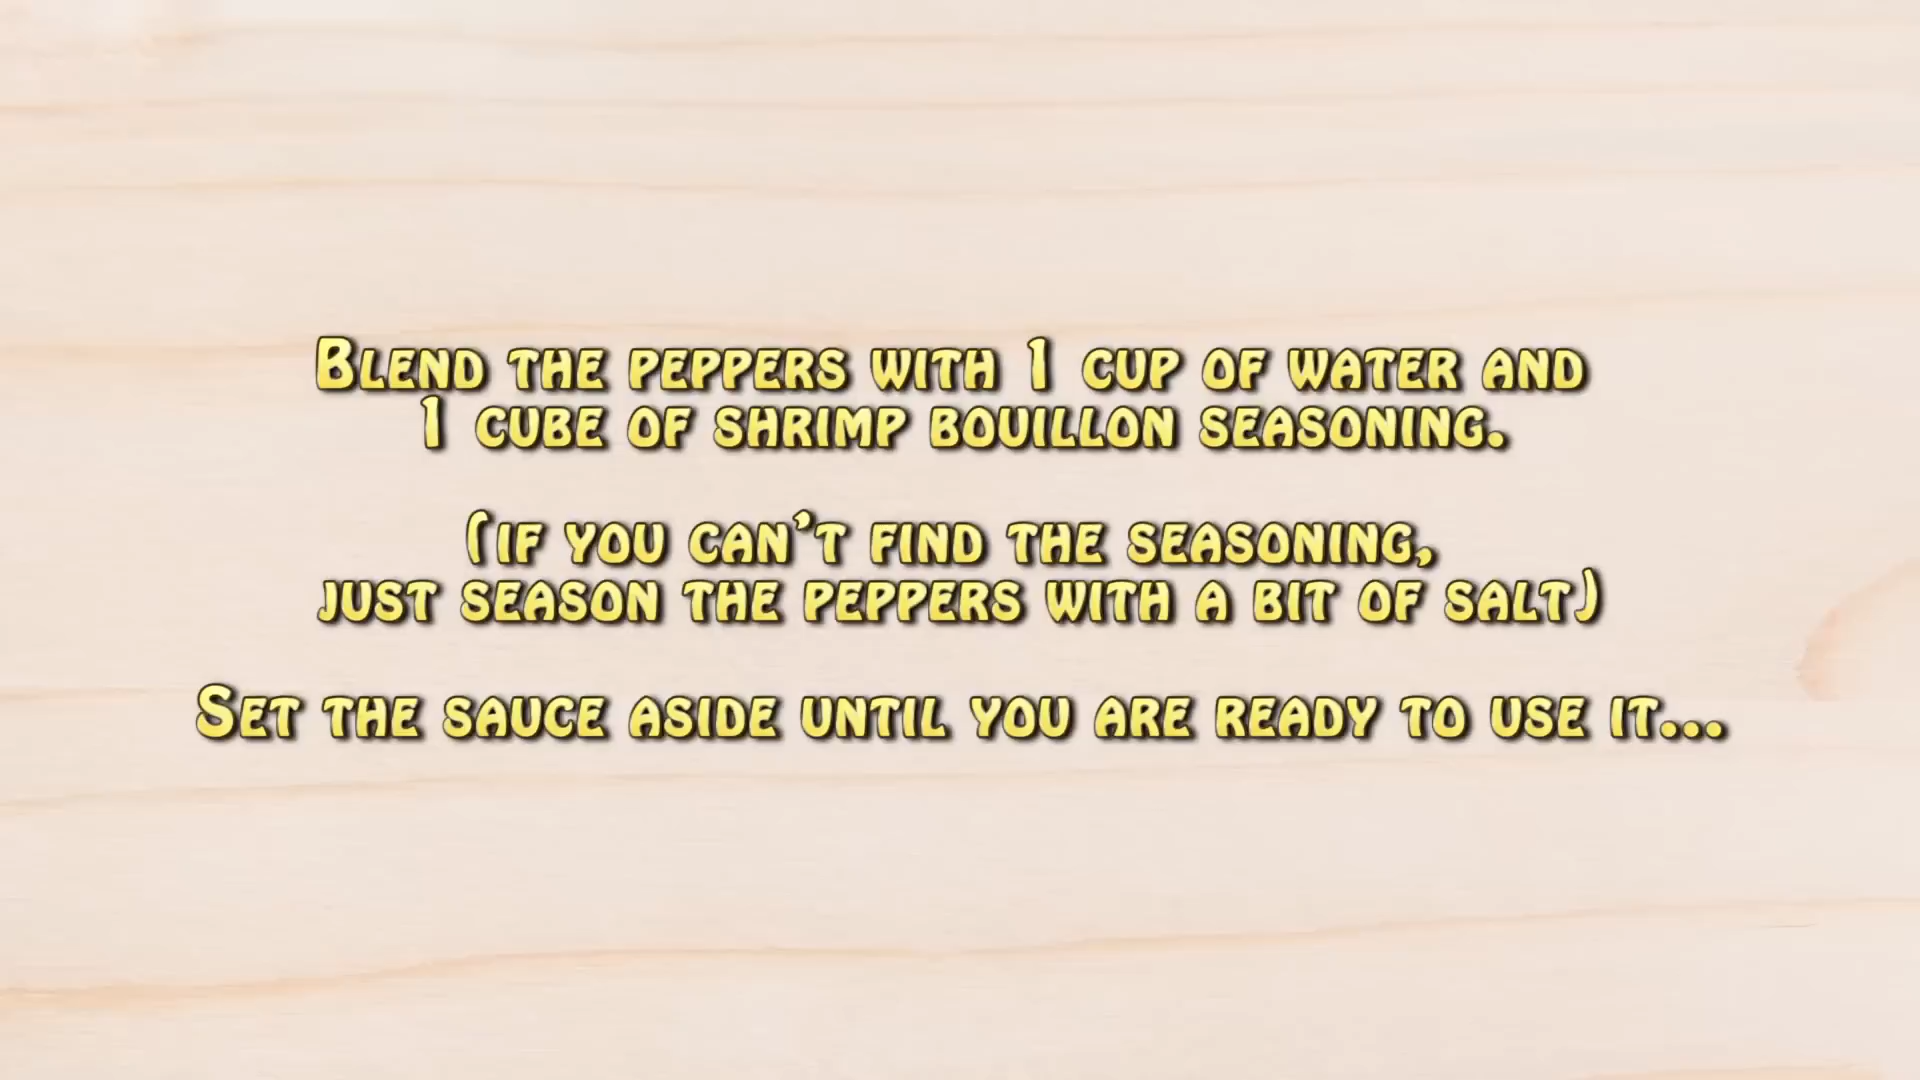 Blend the peppers with 1 cup of water and
1 cube of shrimp bouillon seasoning.
(if you can't find the seasoning,
just season the peppers with a bit of salt)
Set the sauce aside until you are ready to use it...